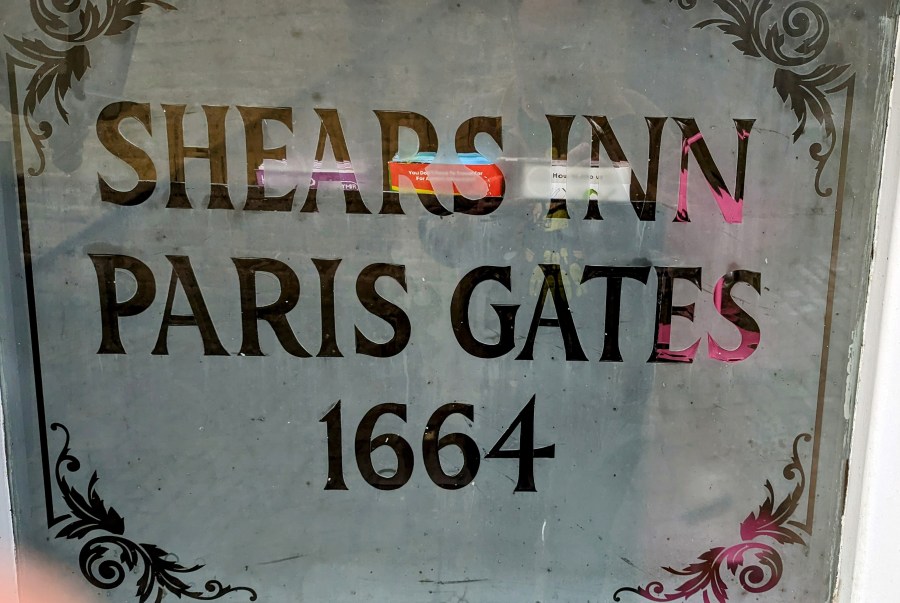 SHEARS INN
PARIS GATES
1664